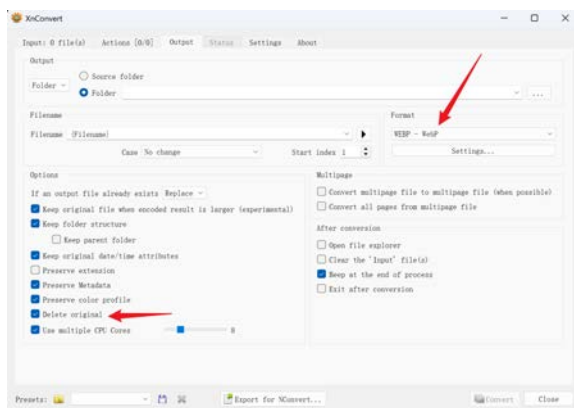 XnConvert
Input: 0 file(s) Actions [0/0] Output Status Settings About
Output
Folder
Source folder
Folder
...
Filename
Filename {Filename}
Case No change Start index 1
Format
WEBP - WebP
Settings...
Options
If an output file already exists Replace
Keep original file when encoded result is larger (experimental)
Keep folder structure
Keep parent folder
Keep original date/time attributes
Preserve extension
Preserve Metadata
Preserve color profile
Delete original
Use multiple CPU Cores 8
Multipage
Convert multipage file to multipage file (when possible)
Convert all pages from multipage file
After conversion
Open file explorer
Clear the 'Input' file(s)
Beep at the end of process
Exit after conversion
Presets: Export for NConvert... Convert Close